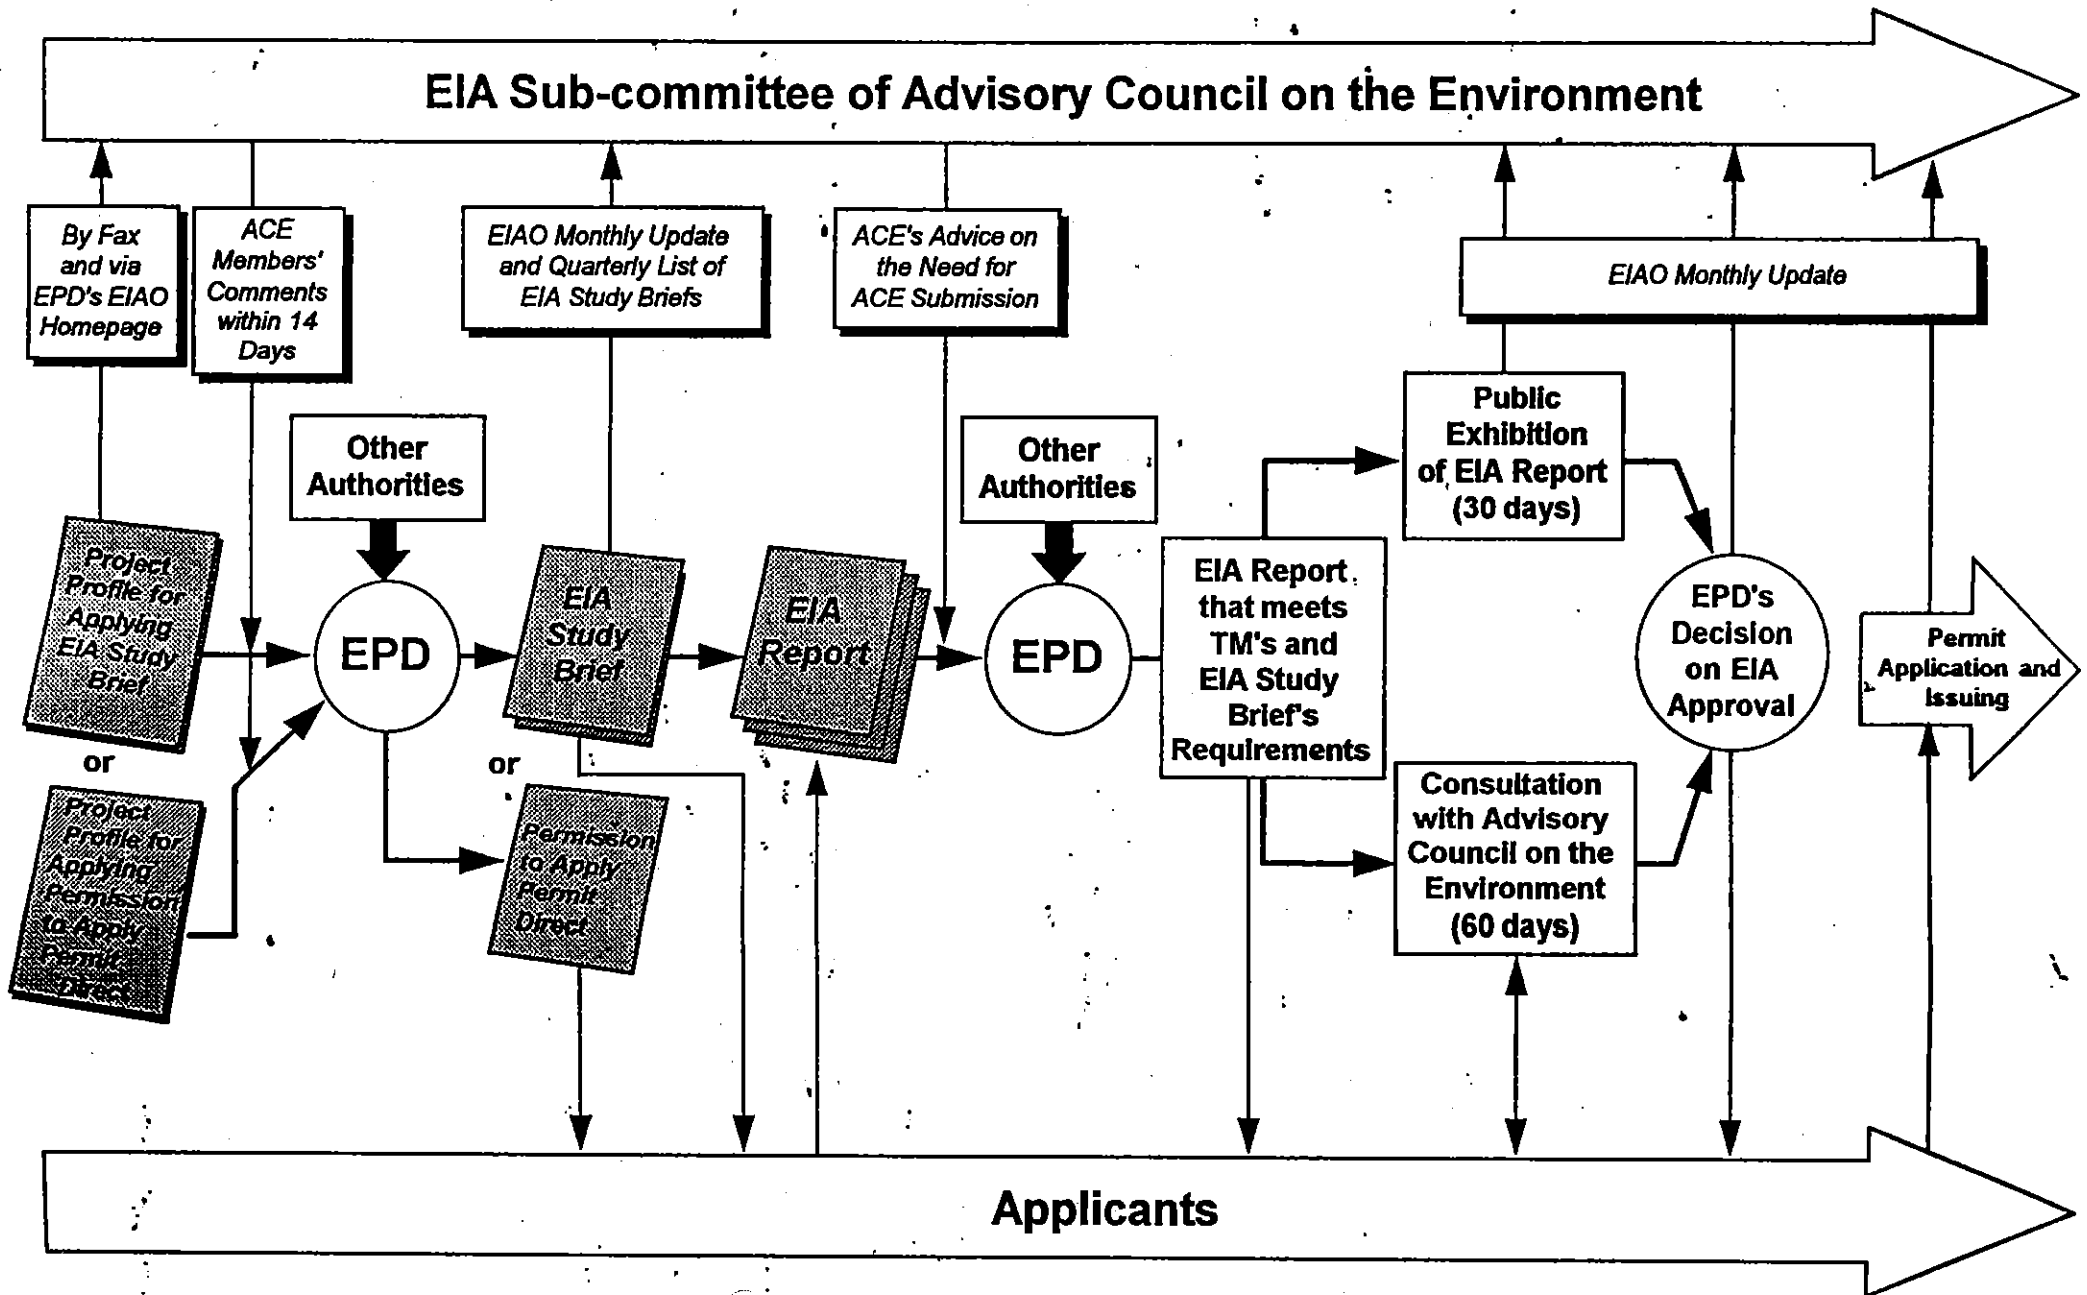 EIA Sub-committee of Advisory Council on the Environment
By Fax
and via
EPD's EIAO
Homepage
ACE
Members'
Comments
within 14
Days
EIAO Monthly Update
and Quarterly List of
EIA Study Briefs
ACE's Advice on
the Need for
ACE Submission
EIAO Monthly Update
Other
Authorities
Other
Authorities
Public
Exhibition
of EIA Report
(30 days)
Project
Profile for
Applying
EIA Study
Brief
or
Project
Profile for
Applying
Permission
to Apply
Permit
Direct
EPD
EIA
Study
Brief
or
Permission
to Apply
Permit
Direct
EIA
Report
EPD
EIA Report
that meets
TM's and
EIA Study
Brief's
Requirements
Consultation
with Advisory
Council on the
Environment
(60 days)
EPD's
Decision
on EIA
Approval
Permit
Application and
Issuing
Applicants